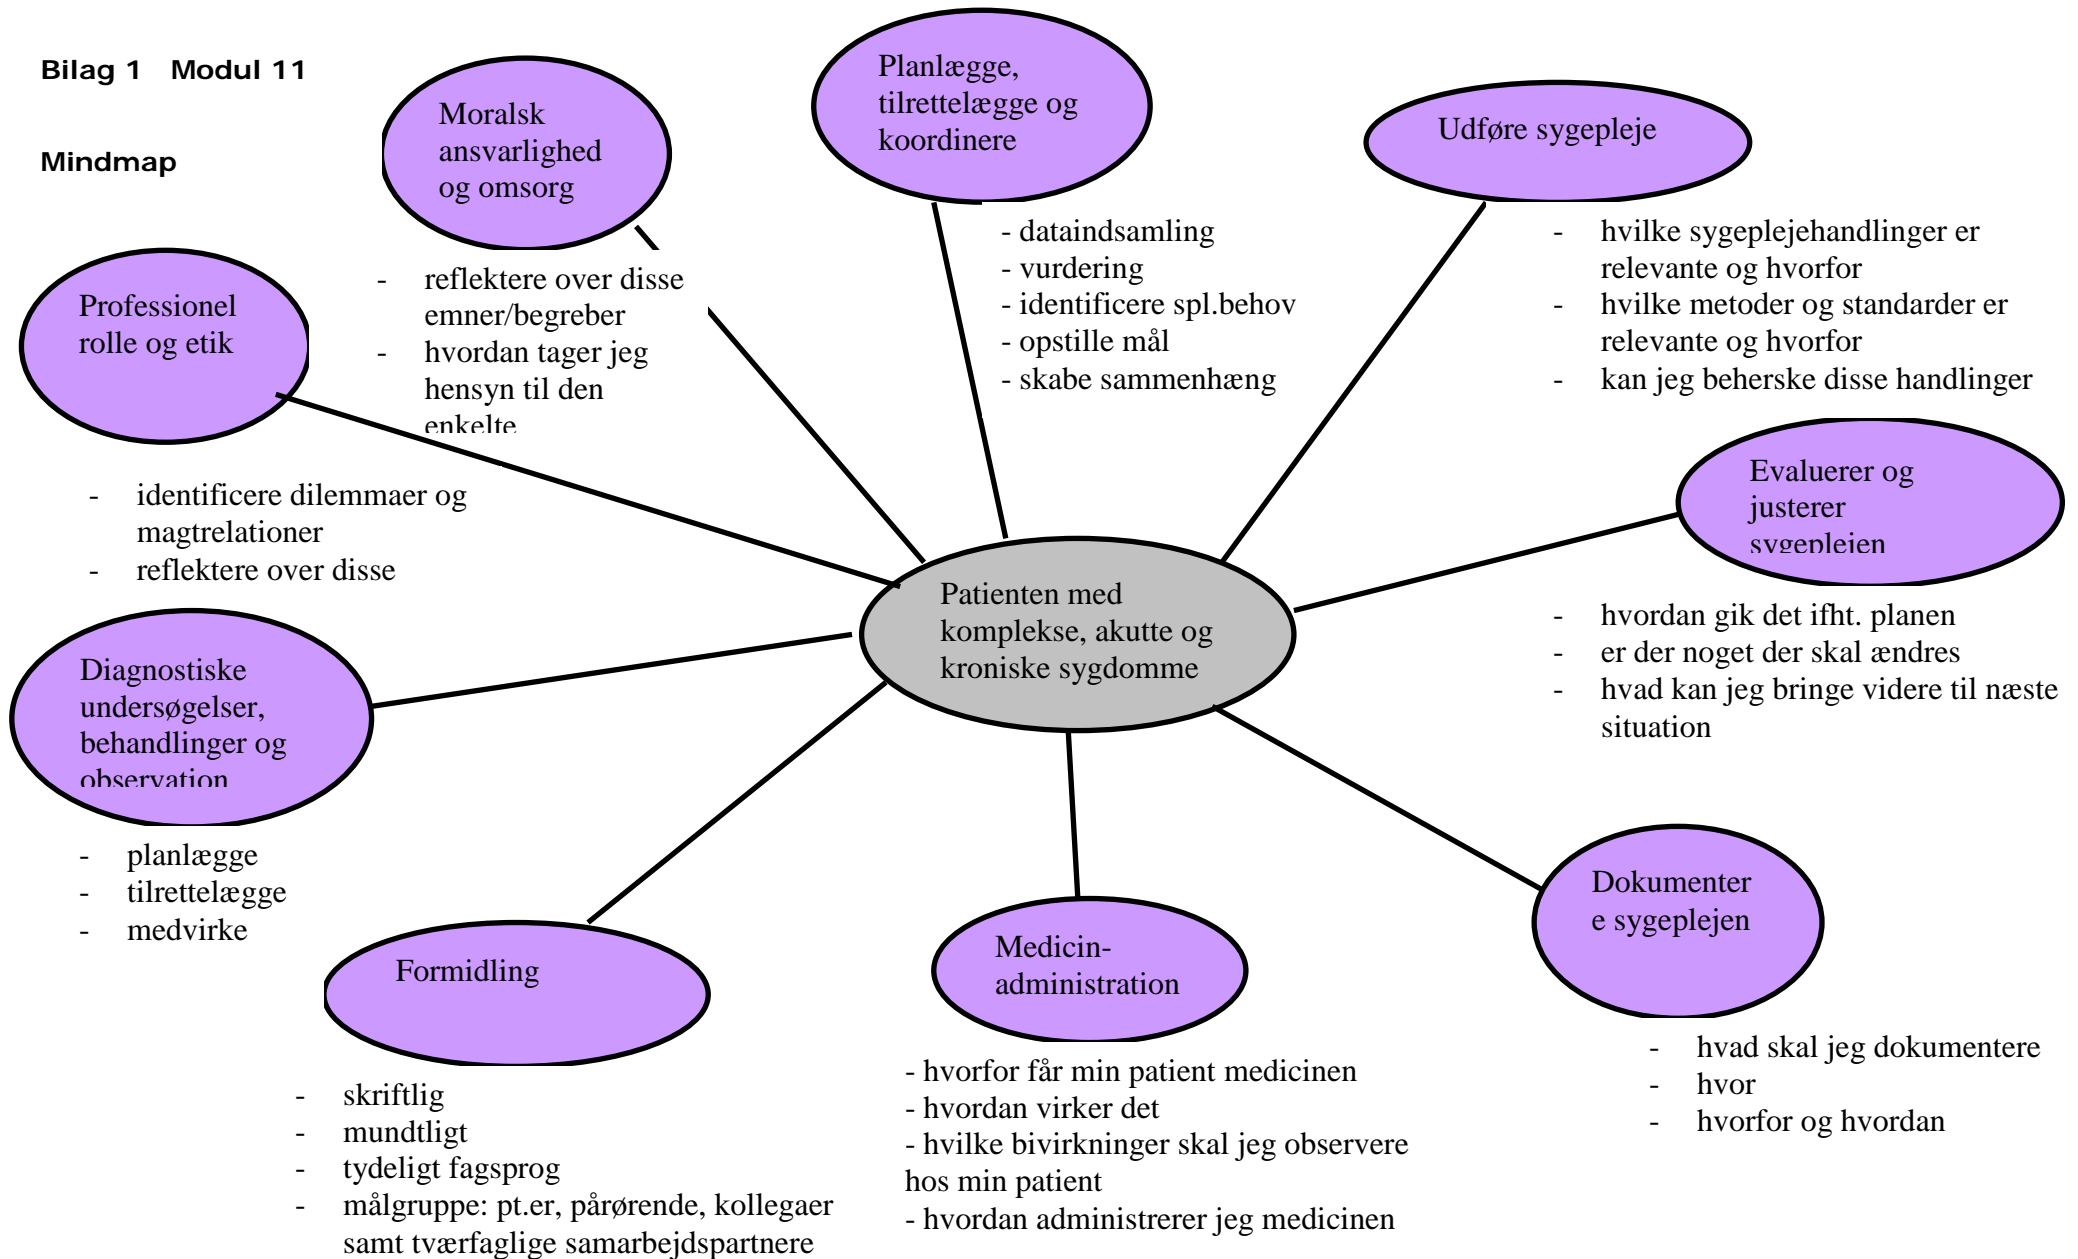 Bilag 1   Modul 11
Mindmap
Moralsk
ansvarlighed
og omsorg
- reflektere over disse
emner/begreber
- hvordan tager jeg
hensyn til den
enkelte
Planlægge,
tilrettelægge og
koordinere
- dataindsamling
- vurdering
- identificere spl.behov
- opstille mål
- skabe sammenhæng
Udføre sygepleje
- hvilke sygeplejehandlinger er
relevante og hvorfor
- hvilke metoder og standarder er
relevante og hvorfor
- kan jeg beherske disse handlinger
Professionel
rolle og etik
- identificere dilemmaer og
magtrelationer
- reflektere over disse
Evaluerer og
justerer
sygeplejen
- hvordan gik det ifht. planen
- er der noget der skal ændres
- hvad kan jeg bringe videre til næste
situation
Patienten med
komplekse, akutte og
kroniske sygdomme
Diagnostiske
undersøgelser,
behandlinger og
observation
- planlægge
- tilrettelægge
- medvirke
Formidling
- skriftlig
- mundtligt
- tydeligt fagsprog
- målgruppe: pt.er, pårørende, kollegaer
samt tværfaglige samarbejdspartnere
Medicin-
administration
- hvorfor får min patient medicinen
- hvordan virker det
- hvilke bivirkninger skal jeg observere
hos min patient
- hvordan administrerer jeg medicinen
Dokumenter
e sygeplejen
- hvad skal jeg dokumentere
- hvor
- hvorfor og hvordan